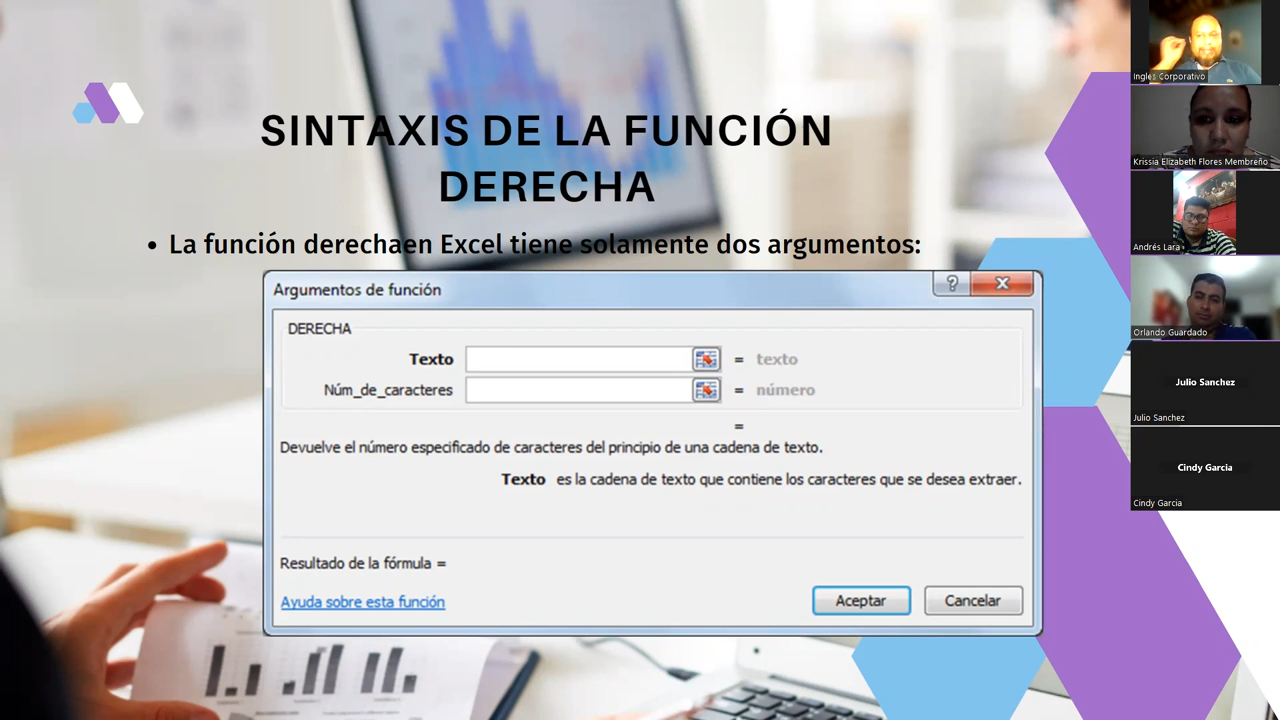 SINTAXIS DE LA FUNCIÓN
DERECHA
• La función derechaen Excel tiene solamente dos argumentos:
Argumentos de función
?
DERECHA
Texto
= texto
Núm_de_caracteres
= número
=
Devuelve el número especificado de caracteres del principio de una cadena de texto.
Texto es la cadena de texto que contiene los caracteres que se desea extraer.
Resultado de la fórmula =
Ayuda sobre esta función
Aceptar
Cancelar
Ingles Corporativo
Krissia Elizabeth Flores Membreño
Andrés Lara
Orlando Guardado
Julio Sanchez
Julio Sanchez
Cindy Garcia
Cindy Garcia